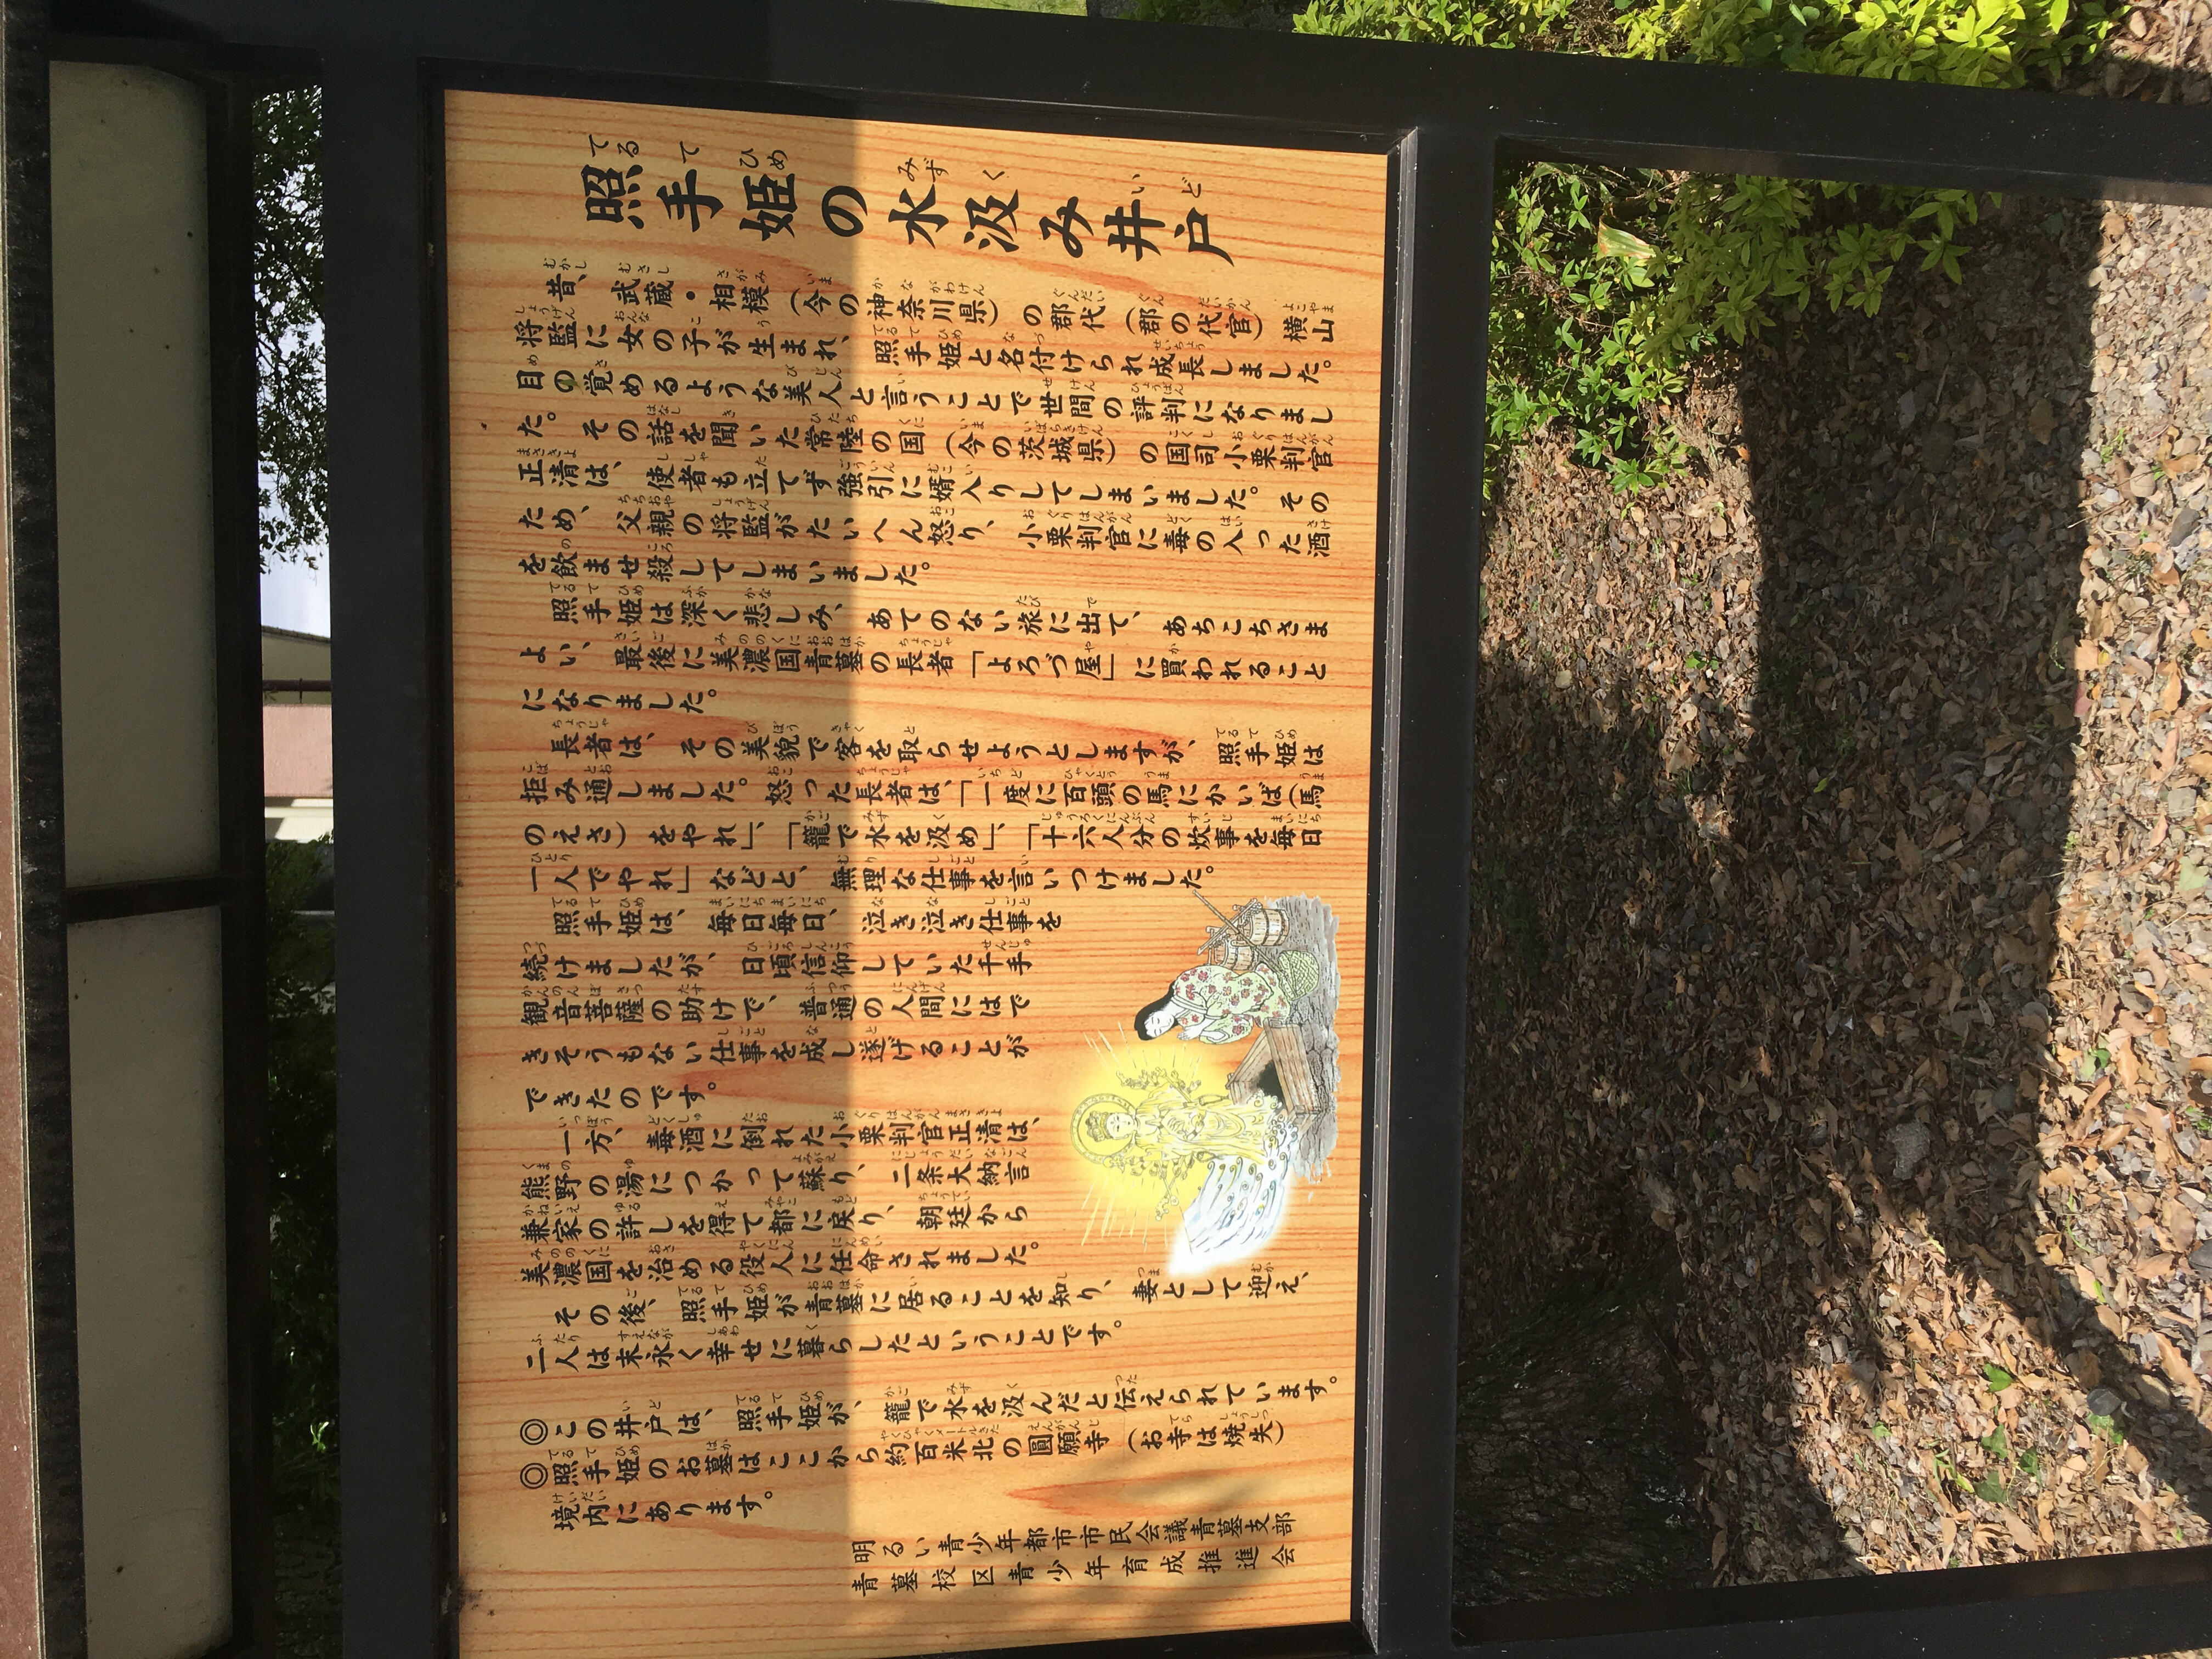 照手姫の水汲み井戸
昔、武蔵・相模(今の神奈川県)の郡代(郡の代官)横山
将監に女の子が生まれ、照手姫と名付けられ成長しました。
目の覚めるような美人と言うことで世間の評判になりまし
た。その話を聞いた常陸の国(今の茨城県)の国司小栗判官
正清は、使者も立てず強引に婿入りしてしまいました。その
ため、父親の将監がたいへん怒り、小栗判官に毒の入った酒
を飲ませ殺してしまいました。
照手姫は深く悲しみ、あてのない旅に出て、あちこちさま
よい、最後に美濃国青墓の長者「よろづ屋」に買われること
になりました。
長者は、その美貌で客を取らせようとしますが、照手姫は
拒み通しました。怒った長者は、「一度に百頭の馬にかいば(馬
のえさ)をやれ」、「籠で水を汲め」、「十六人分の炊事を毎日
一人でやれ」などと、無理な仕事を言いつけました。
照手姫は、毎日毎日、泣き泣き仕事を
続けましたが、日頃信仰していた千手
観音菩薩の助けで、普通の人間にはで
きそうもない仕事を成し遂げることが
できたのです。
一方、毒酒に倒れた小栗判官正清は、
熊野の湯につかって蘇り、二条大納言
兼家の許しを得て都に戻り、朝廷から
美濃国を治める役人に任命されました。
その後、照手姫が青墓に居ることを知り、妻として迎え、
二人は末永く幸せに暮らしたということです。
◎この井戸は、照手姫が、籠で水を汲んだと伝えられています。
◎照手姫のお墓はここから約百米北の圓願寺(お寺は焼失)
境内にあります。
明るい青少年都市市民会議青墓支部
青墓校区青少年育成推進会